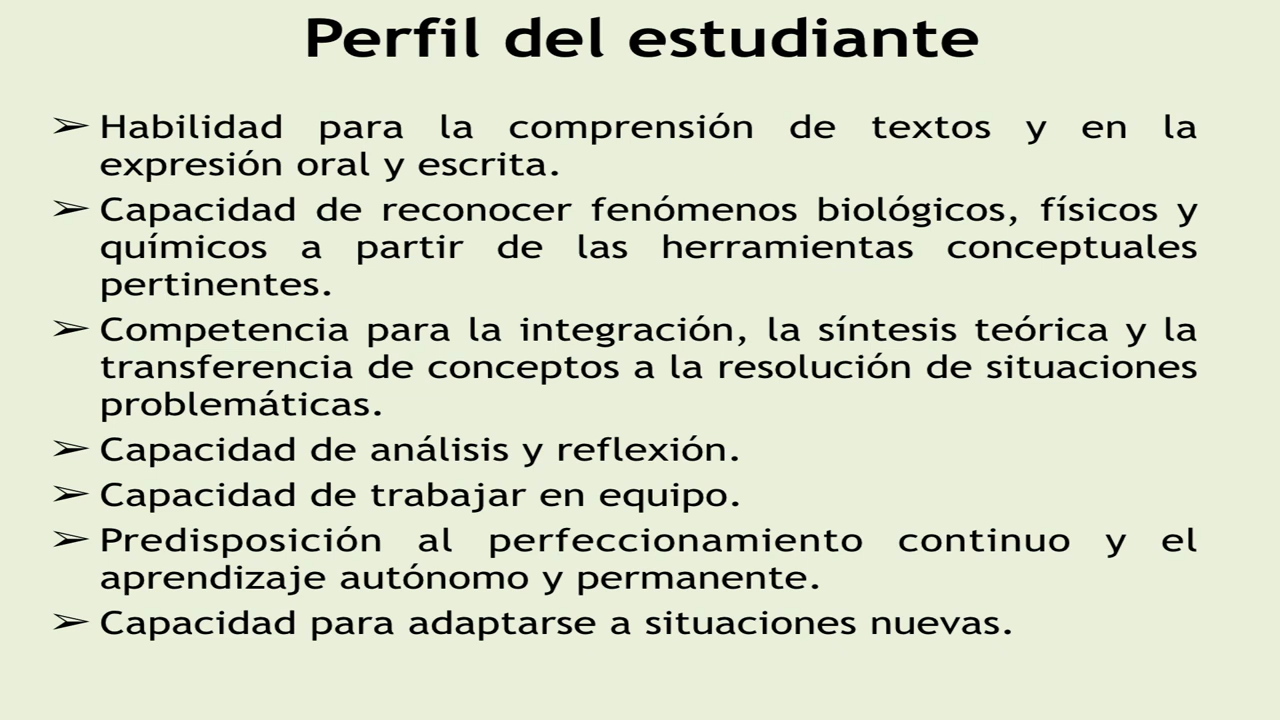 Perfil del estudiante
➢ Habilidad para la comprensión de textos y en la
expresión oral y escrita.
➢ Capacidad de reconocer fenómenos biológicos, físicos y
químicos a partir de las herramientas conceptuales
pertinentes.
➢ Competencia para la integración, la síntesis teórica y la
transferencia de conceptos a la resolución de situaciones
problemáticas.
➢ Capacidad de análisis y reflexión.
➢ Capacidad de trabajar en equipo.
➢ Predisposición al perfeccionamiento continuo y el
aprendizaje autónomo y permanente.
➢ Capacidad para adaptarse a situaciones nuevas.